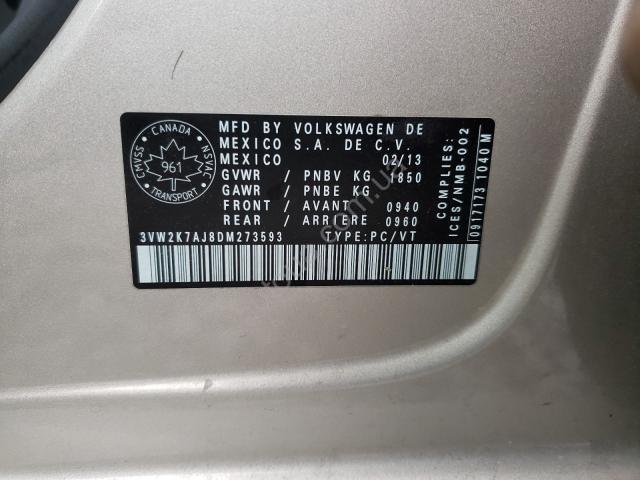 CANADA
CMVSS
NSVAC
961
TRANSPORT
MFD BY VOLKSWAGEN DE
MEXICO S.A. DE C.V.
MEXICO 02/13
GVWR / PNBV KG 1850
GAWR / PNBE KG
FRONT / AVANT 0940
REAR / ARRIERE 0960
3VW2K7AJ8DM273593 TYPE:PC/VT
COMPLIES:
ICES/NMB-002
0917173 1040M